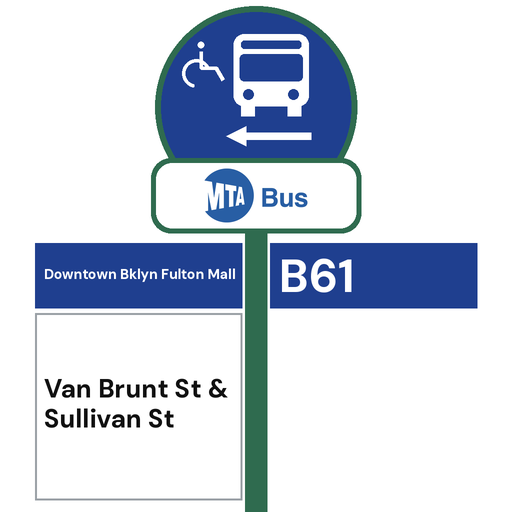 MTA Bus
Downtown Bklyn Fulton Mall
B61
Van Brunt St &
Sullivan St